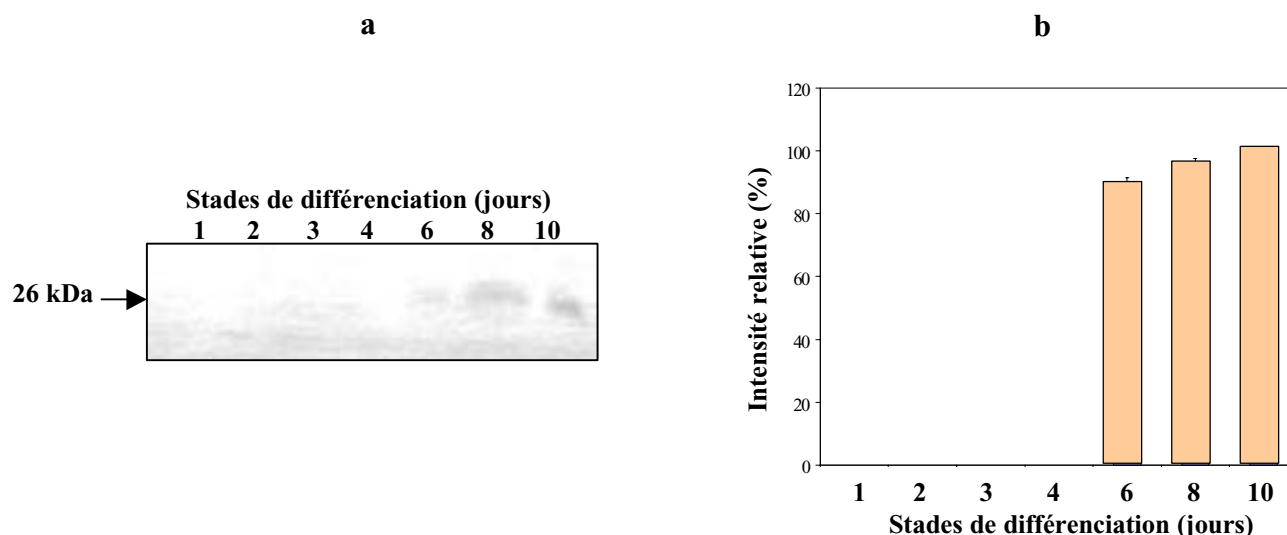 a
Stades de différenciation (jours)
1 2 3 4 6 8 10
26 kDa
b
Intensité relative (%)
120
100
80
60
40
20
0
1 2 3 4 6 8 10
Stades de différenciation (jours)